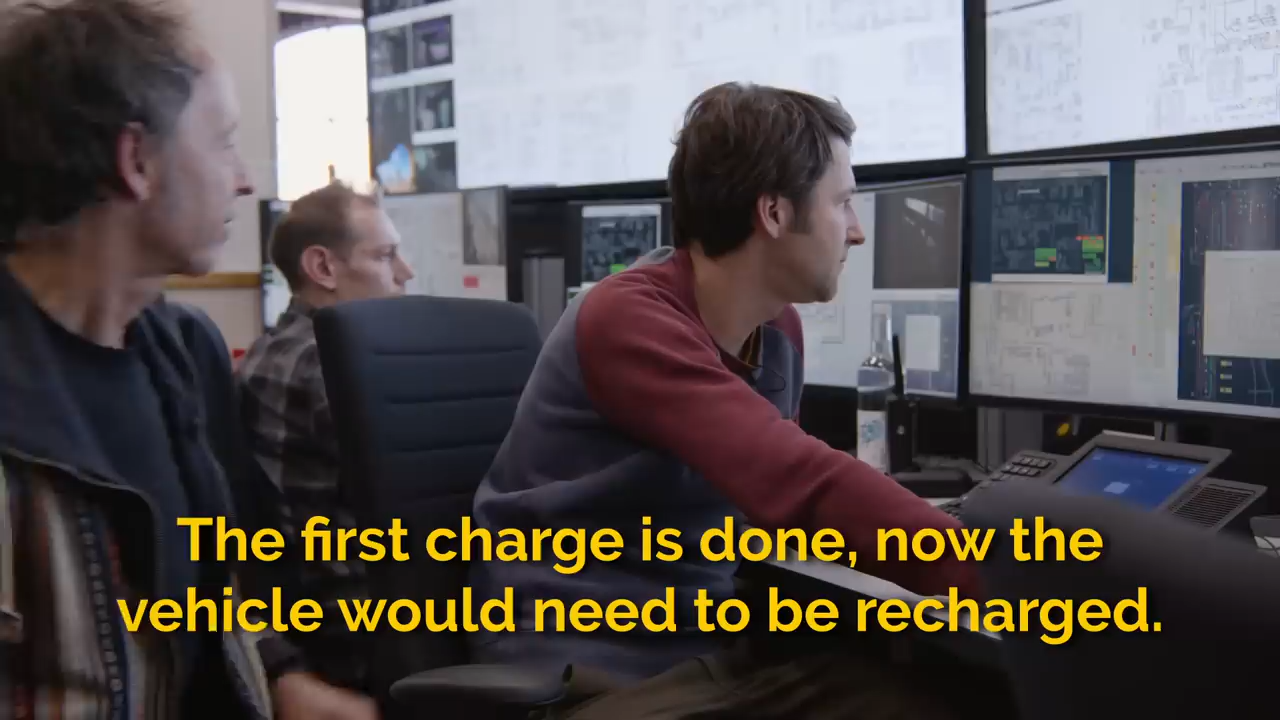 The first charge is done, now the
vehicle would need to be recharged.